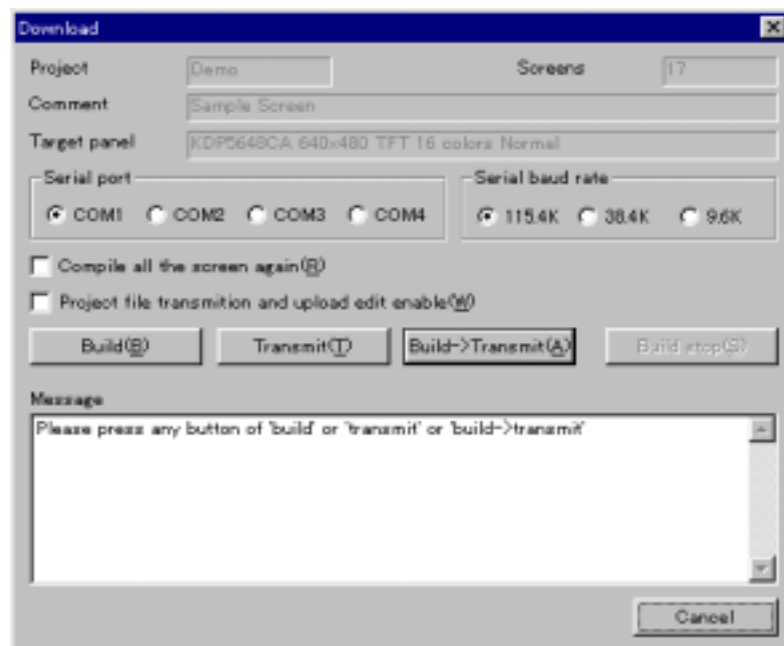 Download
Project Demo Screens 17
Comment Sample Screen
Target panel KDP5648CA 640x480 TFT 16 colors Normal
Serial port Serial baud rate
COM1 COM2 COM3 COM4 115.4K 38.4K 9.6K
Compile all the screen again(R)
Project file transmition and upload edit enable(W)
Build(B) Transmit(T) Build->Transmit(A) Build stop(S)
Message
Please press any button of 'build' or 'transmit' or 'build->transmit'
Cancel